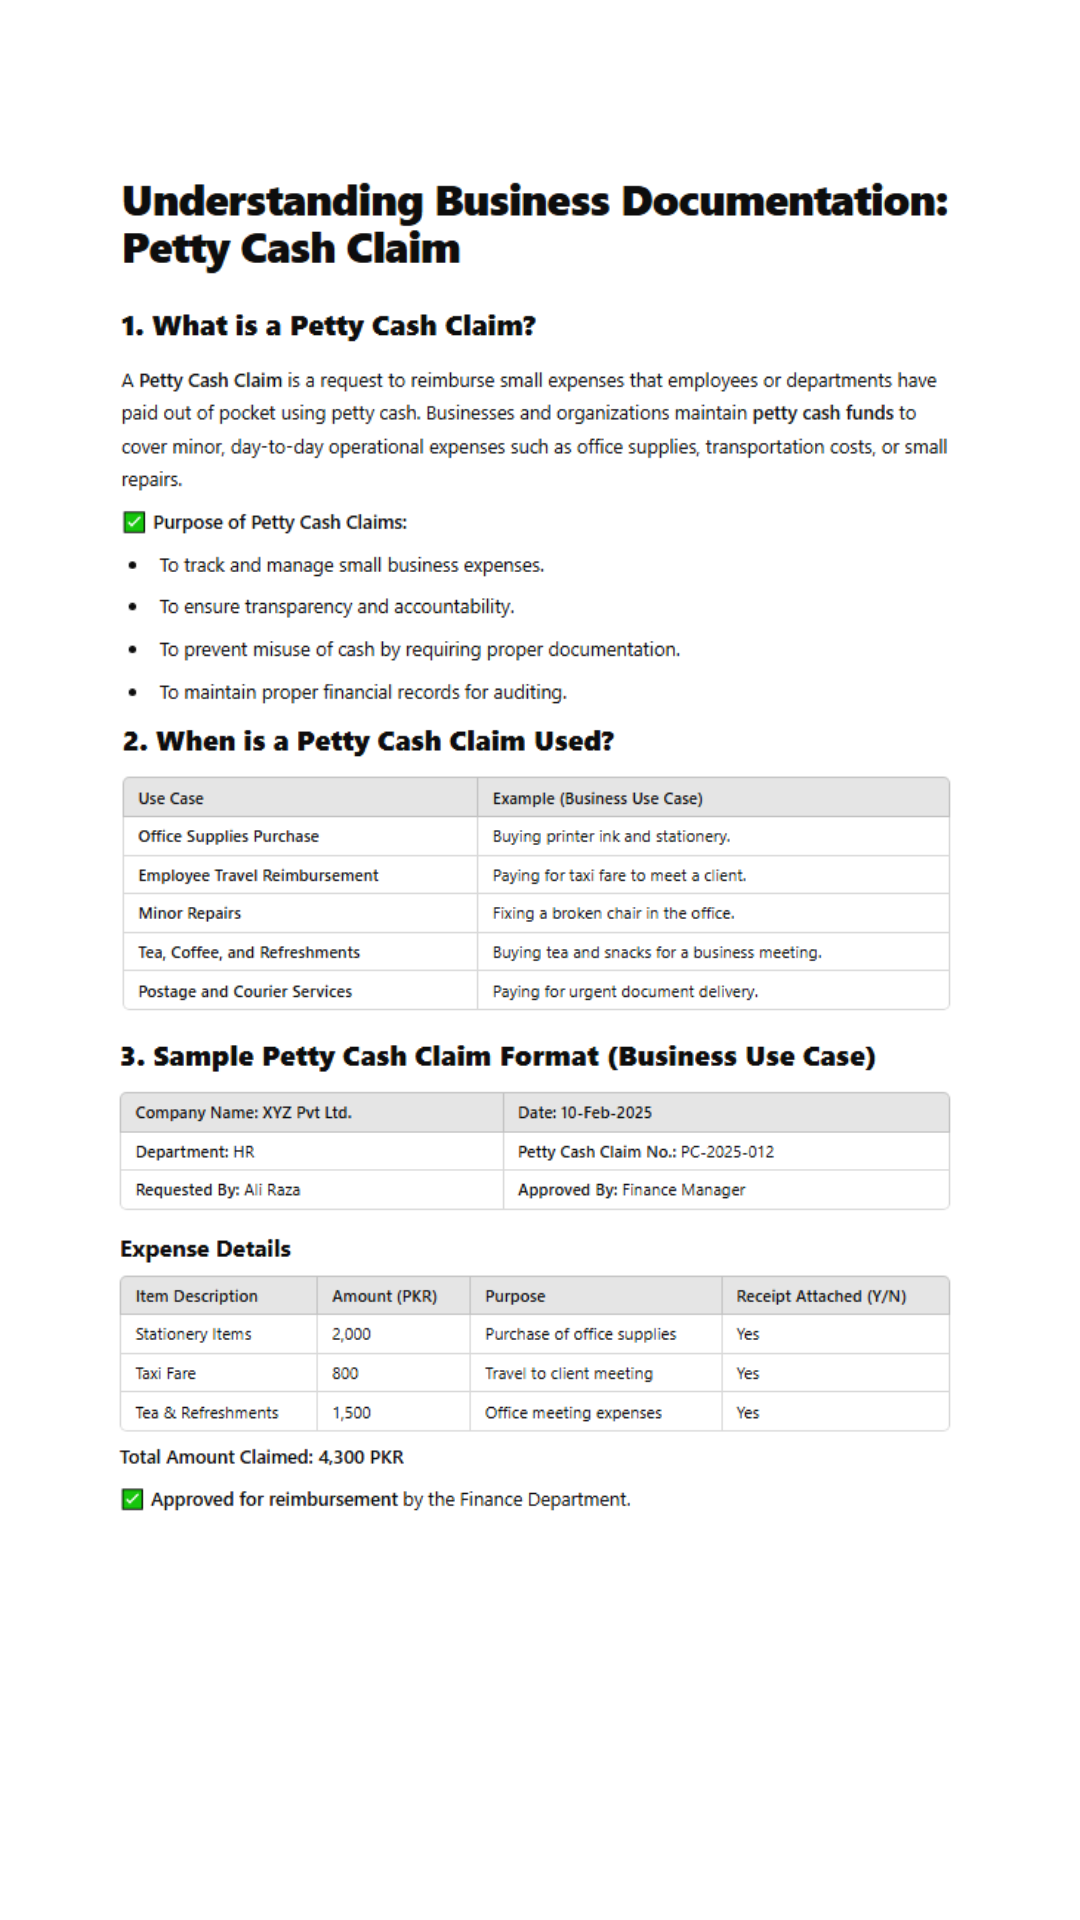 Understanding Business Documentation:
Petty Cash Claim
1. What is a Petty Cash Claim?
A Petty Cash Claim is a request to reimburse small expenses that employees or departments have
paid out of pocket using petty cash. Businesses and organizations maintain petty cash funds to
cover minor, day-to-day operational expenses such as office supplies, transportation costs, or small
repairs.
✅ Purpose of Petty Cash Claims:
• To track and manage small business expenses.
• To ensure transparency and accountability.
• To prevent misuse of cash by requiring proper documentation.
• To maintain proper financial records for auditing.
2. When is a Petty Cash Claim Used?
Use Case Example (Business Use Case)
Office Supplies Purchase Buying printer ink and stationery.
Employee Travel Reimbursement Paying for taxi fare to meet a client.
Minor Repairs Fixing a broken chair in the office.
Tea, Coffee, and Refreshments Buying tea and snacks for a business meeting.
Postage and Courier Services Paying for urgent document delivery.
3. Sample Petty Cash Claim Format (Business Use Case)
Company Name: XYZ Pvt Ltd. Date: 10-Feb-2025
Department: HR Petty Cash Claim No.: PC-2025-012
Requested By: Ali Raza Approved By: Finance Manager
Expense Details
Item Description Amount (PKR) Purpose Receipt Attached (Y/N)
Stationery Items 2,000 Purchase of office supplies Yes
Taxi Fare 800 Travel to client meeting Yes
Tea & Refreshments 1,500 Office meeting expenses Yes
Total Amount Claimed: 4,300 PKR
✅ Approved for reimbursement by the Finance Department.